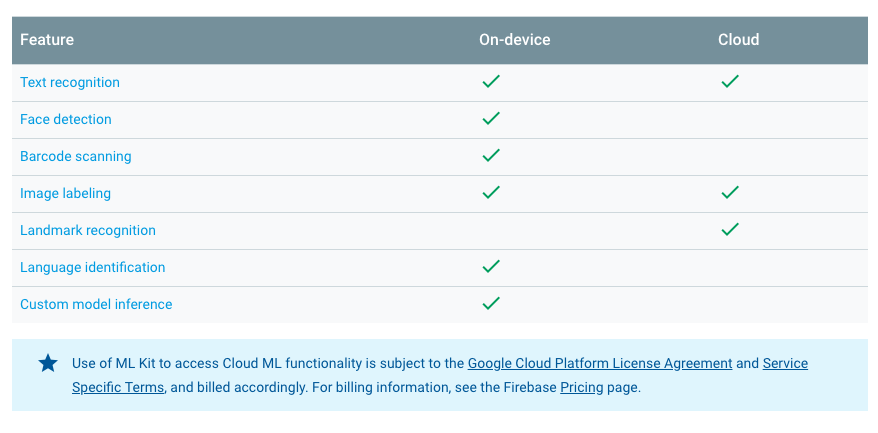 Feature On-device Cloud
Text recognition ✓ ✓
Face detection ✓
Barcode scanning ✓
Image labeling ✓ ✓
Landmark recognition ✓
Language identification ✓
Custom model inference ✓
Use of ML Kit to access Cloud ML functionality is subject to the Google Cloud Platform License Agreement and Service
Specific Terms, and billed accordingly. For billing information, see the Firebase Pricing page.